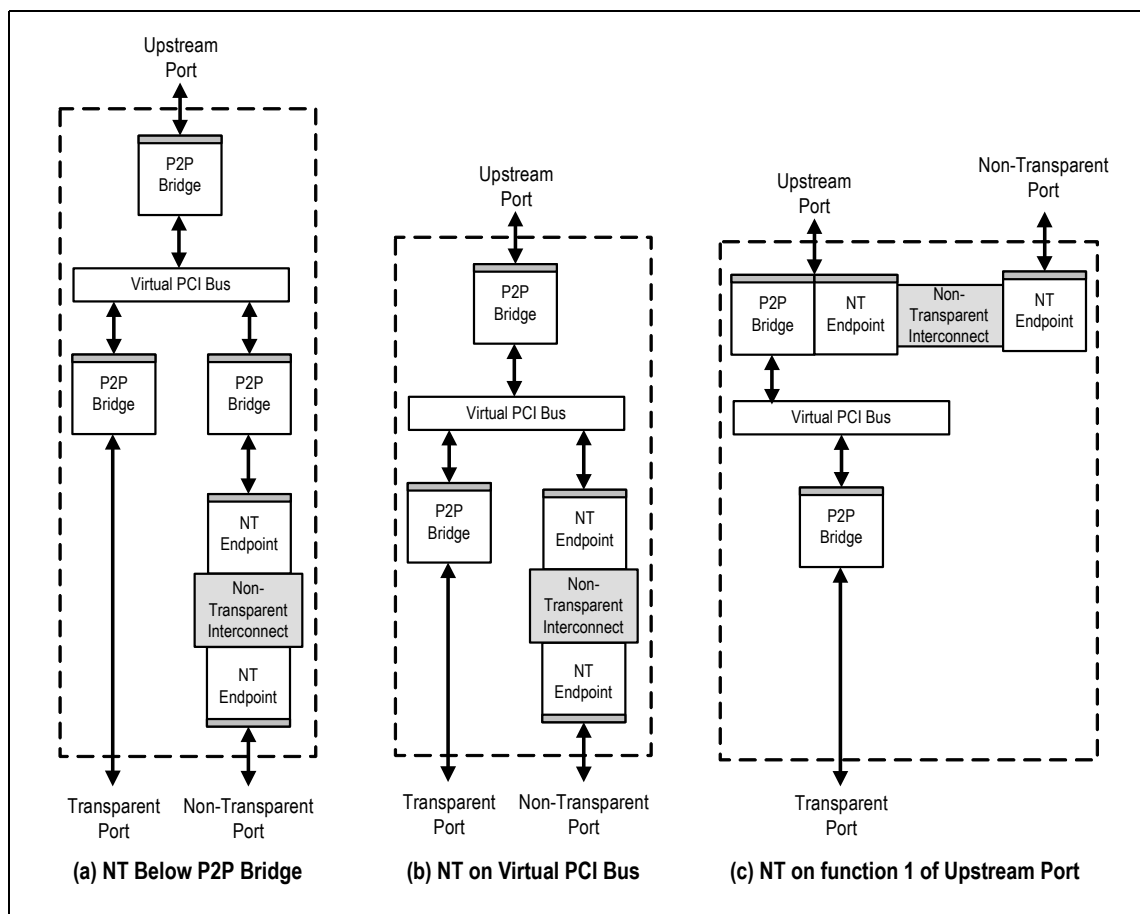 Upstream
Port
P2P
Bridge
Virtual PCI Bus
P2P
Bridge
P2P
Bridge
NT
Endpoint
Non-
Transparent
Interconnect
NT
Endpoint
Transparent
Port
Non-Transparent
Port
(a) NT Below P2P Bridge
Upstream
Port
P2P
Bridge
Virtual PCI Bus
P2P
Bridge
NT
Endpoint
Non-
Transparent
Interconnect
NT
Endpoint
Transparent
Port
Non-Transparent
Port
(b) NT on Virtual PCI Bus
Upstream
Port
Non-Transparent
Port
P2P
Bridge
NT
Endpoint
Non-
Transparent
Interconnect
NT
Endpoint
Virtual PCI Bus
P2P
Bridge
Transparent
Port
(c) NT on function 1 of Upstream Port